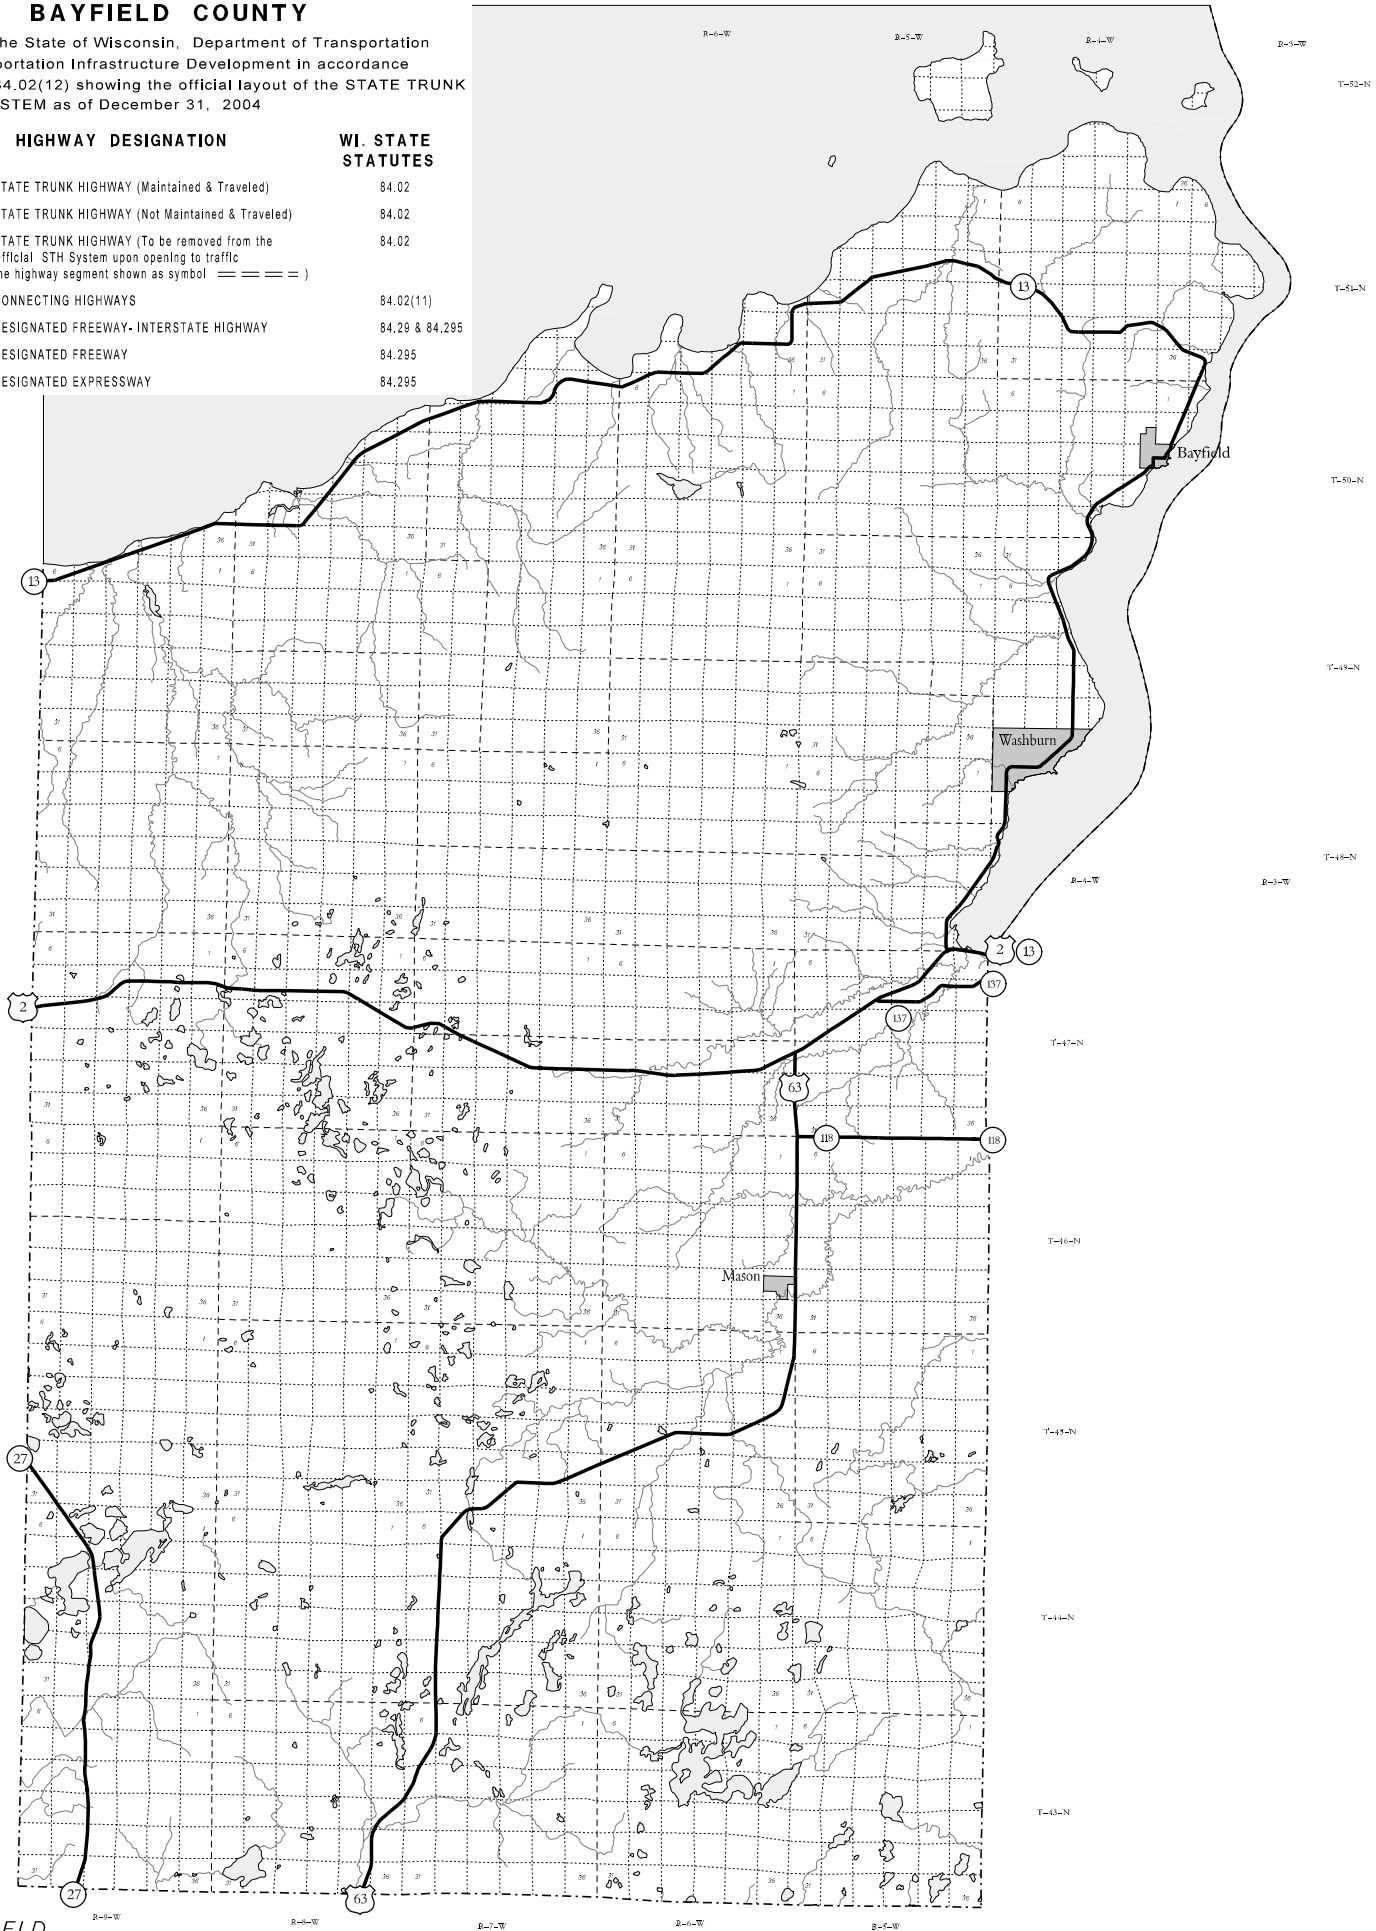 BAYFIELD COUNTY
he State of Wisconsin, Department of Transportation
portation Infrastructure Development in accordance
84.02(12) showing the official layout of the STATE TRUNK
STEM as of December 31, 2004
HIGHWAY DESIGNATION
WI. STATE
STATUTES
TATE TRUNK HIGHWAY (Maintained & Traveled) 84.02
TATE TRUNK HIGHWAY (Not Maintained & Traveled) 84.02
TATE TRUNK HIGHWAY (To be removed from the 84.02
fficial STH System upon opening to traffic
he highway segment shown as symbol )
ONNECTING HIGHWAYS 84.02(11)
ESIGNATED FREEWAY- INTERSTATE HIGHWAY 84.29 & 84.295
ESIGNATED FREEWAY 84.295
ESIGNATED EXPRESSWAY 84.295
R-6-W
R-5-W
R-4-W
R-3-W
T-52-N
T-51-N
13
Bayfield
T-50-N
13
T-49-N
Washburn
T-48-N
R-4-W
R-3-W
2
13
137
2
137
T-47-N
63
118
118
T-46-N
Mason
T-45-N
27
T-44-N
T-43-N
27
63
R-9-W
R-8-W
R-7-W
R-6-W
R-5-W
ELD